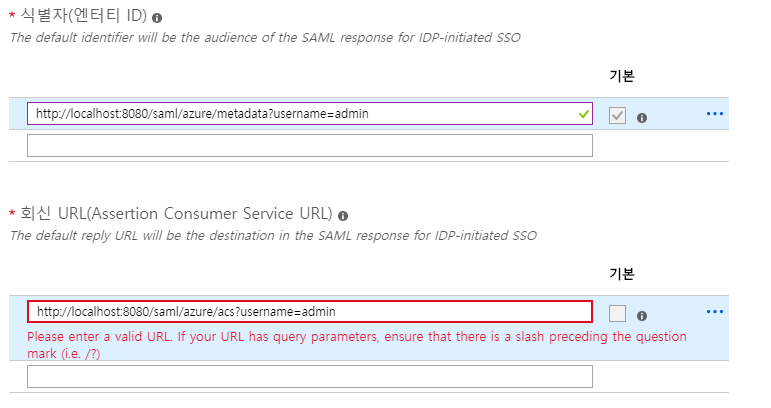 * 식별자(엔터티 ID)
The default identifier will be the audience of the SAML response for IDP-initiated SSO
기본
http://localhost:8080/saml/azure/metadata?username=admin
* 회신 URL(Assertion Consumer Service URL)
The default reply URL will be the destination in the SAML response for IDP-initiated SSO
기본
http://localhost:8080/saml/azure/acs?username=admin
Please enter a valid URL. If your URL has query parameters, ensure that there is a slash preceding the question
mark (i.e. /?)